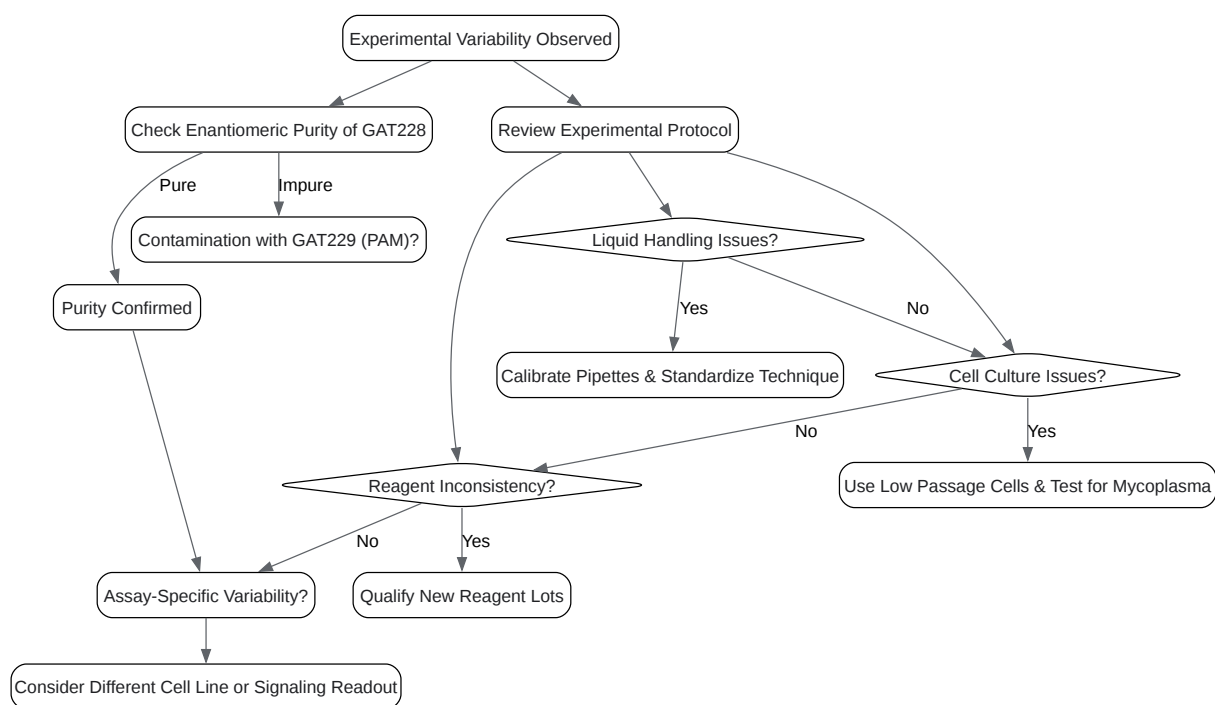 Experimental Variability Observed
Check Enantiomeric Purity of GAT228
Review Experimental Protocol
Pure
Impure
Contamination with GAT229 (PAM)?
Liquid Handling Issues?
Purity Confirmed
Yes
No
Calibrate Pipettes & Standardize Technique
Cell Culture Issues?
No
Yes
Reagent Inconsistency?
Use Low Passage Cells & Test for Mycoplasma
No
Yes
Assay-Specific Variability?
Qualify New Reagent Lots
Consider Different Cell Line or Signaling Readout